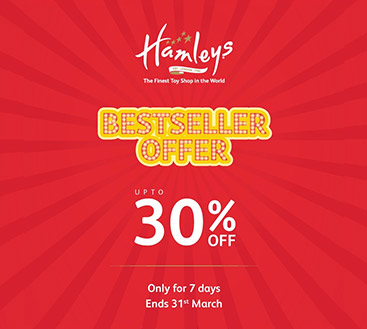 Hamleys
The Finest Toy Shop in the World
BESTSELLER
OFFER
UPTO
30% OFF
Only for 7 days
Ends 31st March